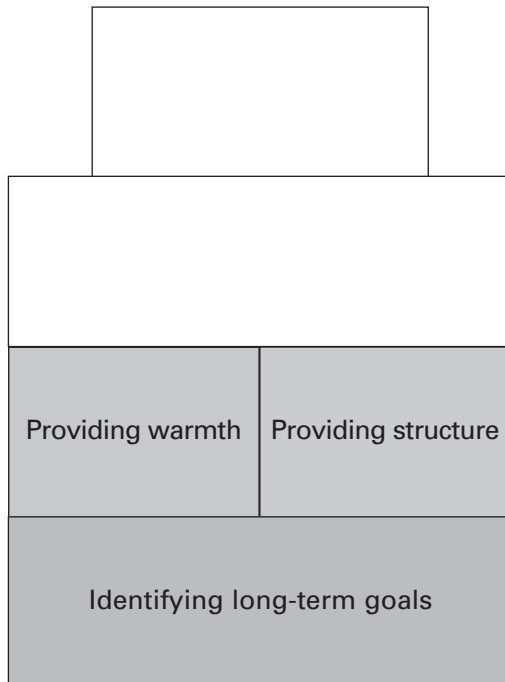 Providing warmth
Providing structure
Identifying long-term goals